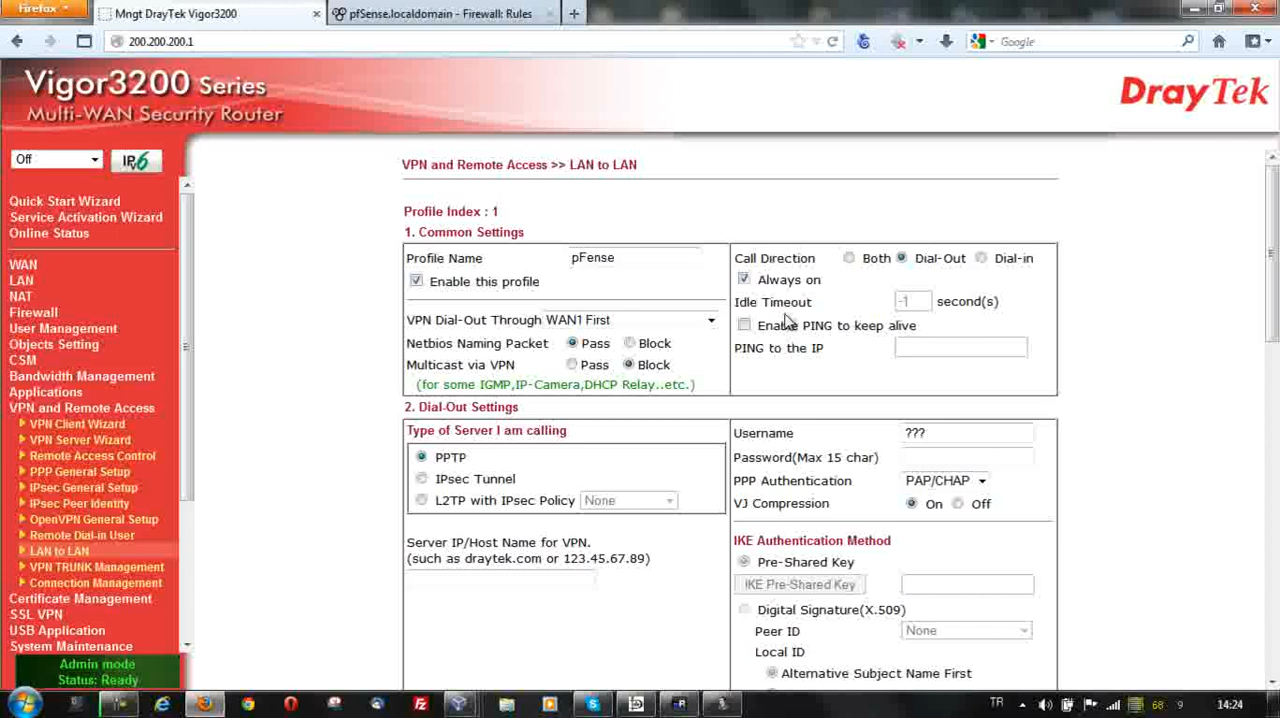 Firefox
Mngt DrayTek Vigor3200
pfSense.localdomain - Firewall: Rules
200.200.200.1
Google
Vigor3200 Series
Multi-WAN Security Router
DrayTek
Off
IPv6
Quick Start Wizard
Service Activation Wizard
Online Status
WAN
LAN
NAT
Firewall
User Management
Objects Setting
CSM
Bandwidth Management
Applications
VPN and Remote Access
VPN Client Wizard
VPN Server Wizard
Remote Access Control
PPP General Setup
IPsec General Setup
IPsec Peer Identity
OpenVPN General Setup
Remote Dial-in User
LAN to LAN
VPN TRUNK Management
Connection Management
Certificate Management
SSL VPN
USB Application
System Maintenance
Admin mode
Status: Ready
VPN and Remote Access >> LAN to LAN
Profile Index : 1
1. Common Settings
Profile Name pFense
Enable this profile
VPN Dial-Out Through WAN1 First
Netbios Naming Packet Pass Block
Multicast via VPN Pass Block
(for some IGMP,IP-Camera,DHCP Relay..etc.)
Call Direction Both Dial-Out Dial-in
Always on
Idle Timeout -1 second(s)
Enable PING to keep alive
PING to the IP
2. Dial-Out Settings
Type of Server I am calling
PPTP
IPsec Tunnel
L2TP with IPsec Policy None
Server IP/Host Name for VPN.
(such as draytek.com or 123.45.67.89)
Username ???
Password(Max 15 char)
PPP Authentication PAP/CHAP
VJ Compression On Off
IKE Authentication Method
Pre-Shared Key
IKE Pre-Shared Key
Digital Signature(X.509)
Peer ID None
Local ID
Alternative Subject Name First
TR 68 9 14:24